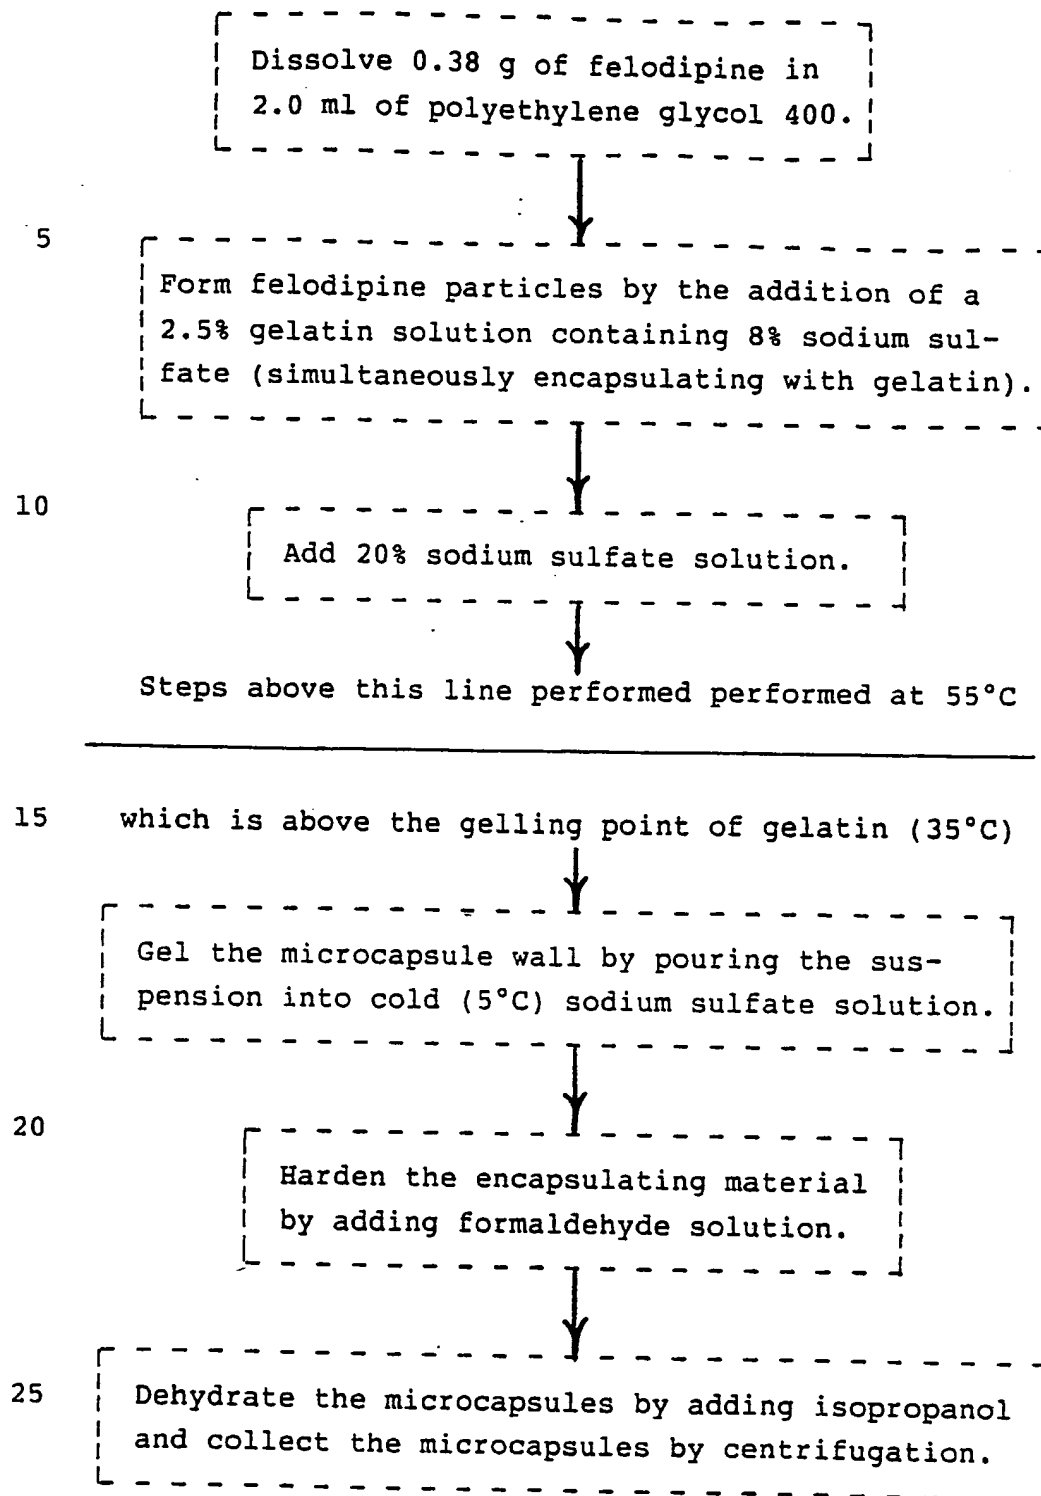 Dissolve 0.38 g of felodipine in
2.0 ml of polyethylene glycol 400.
5
Form felodipine particles by the addition of a
2.5% gelatin solution containing 8% sodium sul-
fate (simultaneously encapsulating with gelatin).
10
Add 20% sodium sulfate solution.
Steps above this line performed performed at 55°C
15 which is above the gelling point of gelatin (35°C)
Gel the microcapsule wall by pouring the sus-
pension into cold (5°C) sodium sulfate solution.
20
Harden the encapsulating material
by adding formaldehyde solution.
25 Dehydrate the microcapsules by adding isopropanol
and collect the microcapsules by centrifugation.